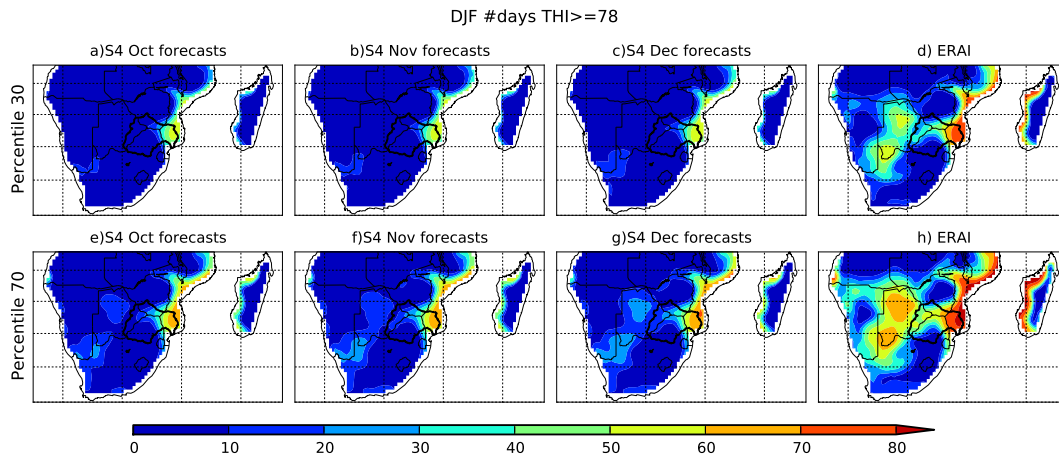 DJF #days THI>=78
a)S4 Oct forecasts
b)S4 Nov forecasts
c)S4 Dec forecasts
d) ERAI
Percentile 30
e)S4 Oct forecasts
f)S4 Nov forecasts
g)S4 Dec forecasts
h) ERAI
Percentile 70
0 10 20 30 40 50 60 70 80